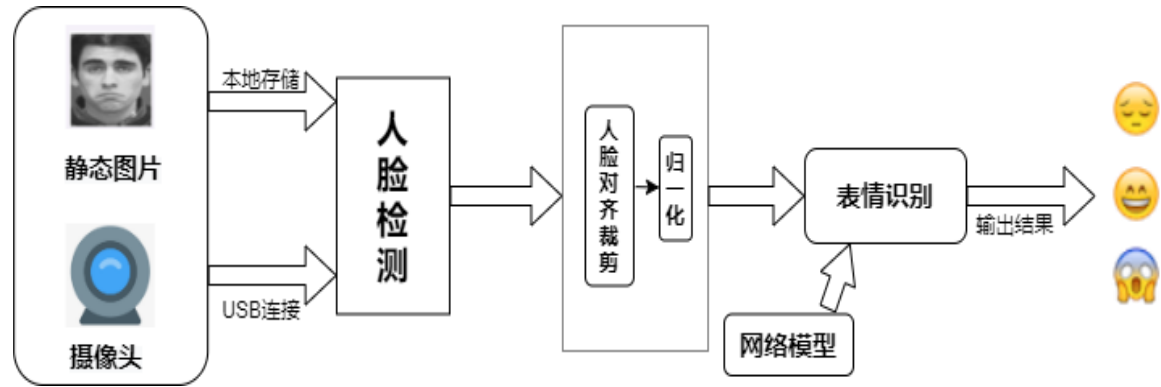 静态图片
摄像头
本地存储
USB连接
人脸检测
人脸对齐裁剪
归一化
表情识别
网络模型
输出结果